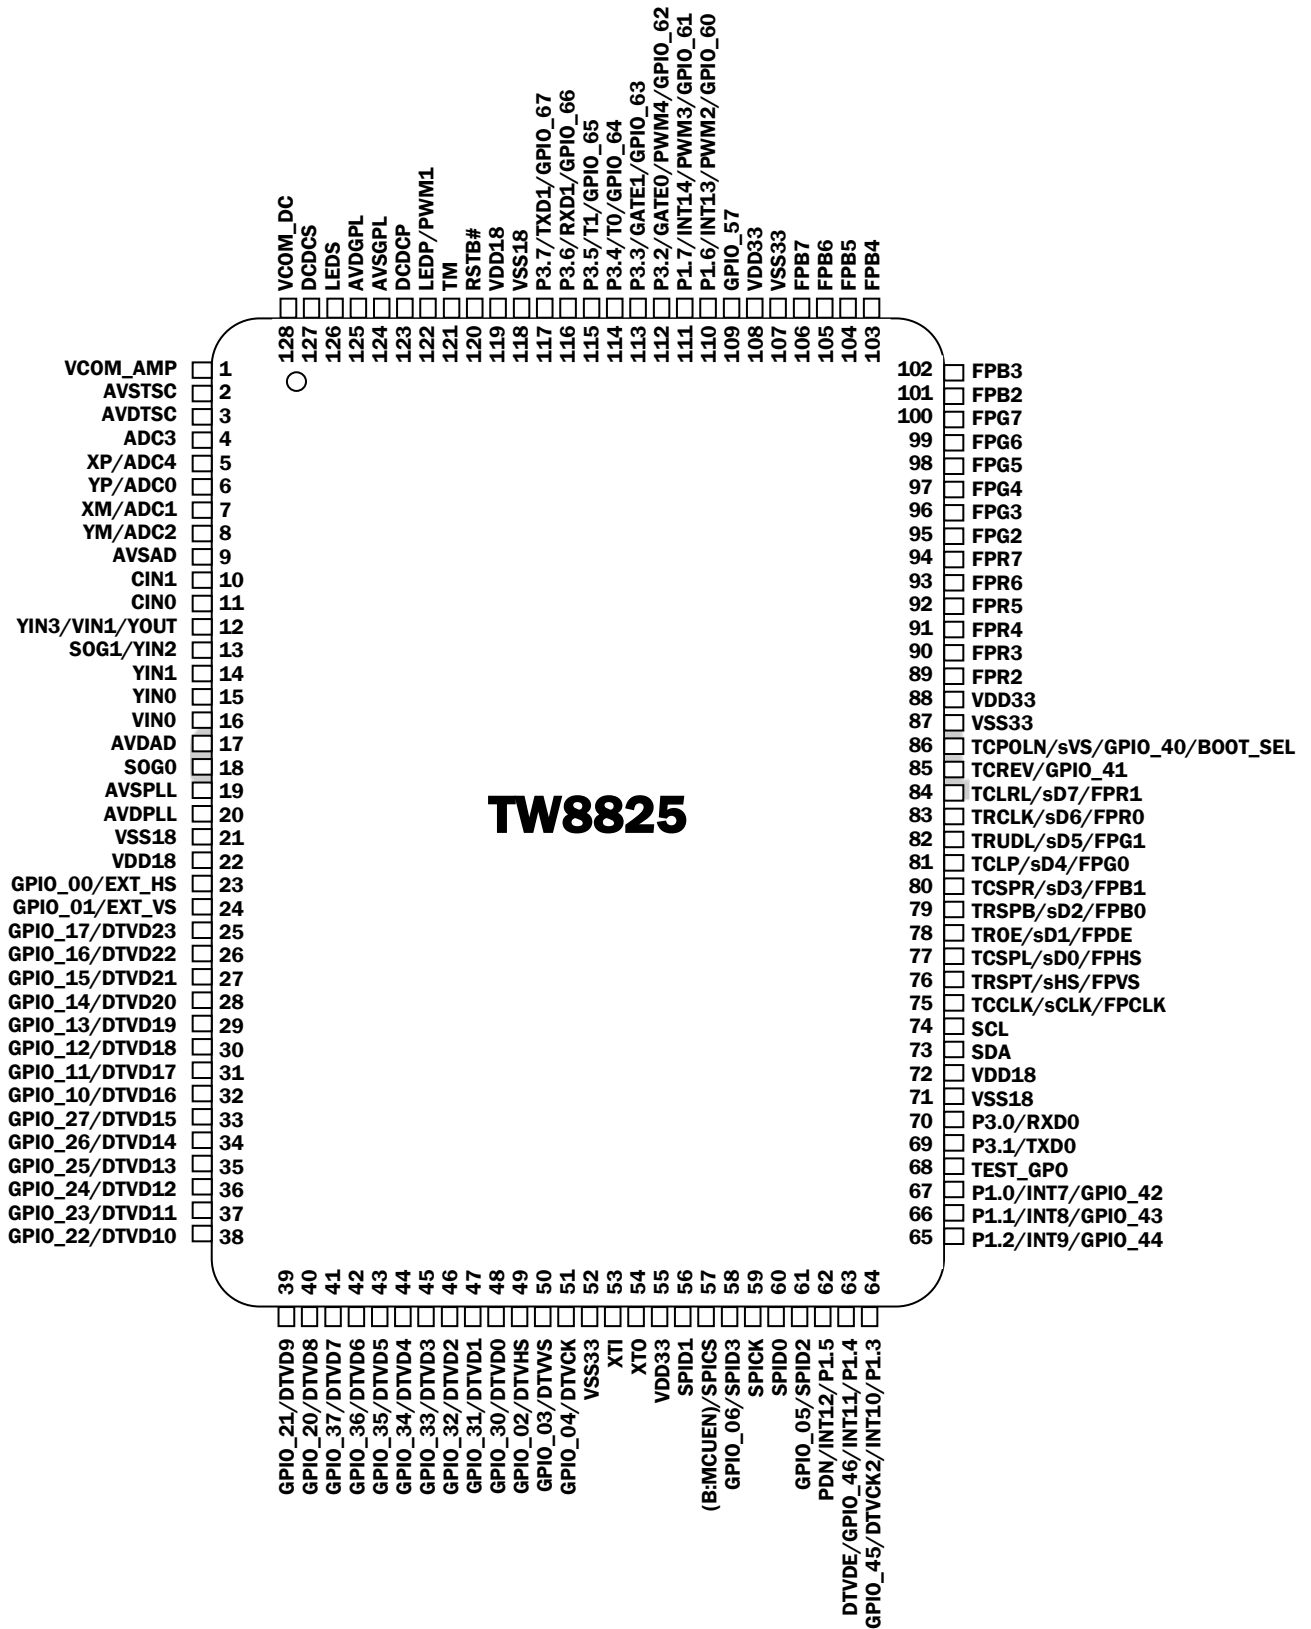 VCOM_DC
DCDCS
LEDS
AVDGPL
AVSGPL
DCDCP
LEDP/PWM1
TM
RSTB#
VDD18
VSS18
P3.7/TXD1/GPIO_67
P3.6/RXD1/GPIO_66
P3.5/T1/GPIO_65
P3.4/T0/GPIO_64
P3.3/GATE1/GPIO_63
P3.2/GATE0/PWM4/GPIO_62
P1.7/INT14/PWM3/GPIO_61
P1.6/INT13/PWM2/GPIO_60
GPIO_57
VDD33
VSS33
FPB7
FPB6
FPB5
FPB4
128
127
126
125
124
123
122
121
120
119
118
117
116
115
114
113
112
111
110
109
108
107
106
105
104
103
VCOM_AMP 1
AVSTSC 2
AVDTSC 3
ADC3 4
XP/ADC4 5
YP/ADC0 6
XM/ADC1 7
YM/ADC2 8
AVSAD 9
CIN1 10
CIN0 11
YIN3/VIN1/YOUT 12
SOG1/YIN2 13
YIN1 14
YIN0 15
VIN0 16
AVDAD 17
SOG0 18
AVSPLL 19
AVDPLL 20
VSS18 21
VDD18 22
GPIO_00/EXT_HS 23
GPIO_01/EXT_VS 24
GPIO_17/DTVD23 25
GPIO_16/DTVD22 26
GPIO_15/DTVD21 27
GPIO_14/DTVD20 28
GPIO_13/DTVD19 29
GPIO_12/DTVD18 30
GPIO_11/DTVD17 31
GPIO_10/DTVD16 32
GPIO_27/DTVD15 33
GPIO_26/DTVD14 34
GPIO_25/DTVD13 35
GPIO_24/DTVD12 36
GPIO_23/DTVD11 37
GPIO_22/DTVD10 38
TW8825
102 FPB3
101 FPB2
100 FPG7
99 FPG6
98 FPG5
97 FPG4
96 FPG3
95 FPG2
94 FPR7
93 FPR6
92 FPR5
91 FPR4
90 FPR3
89 FPR2
88 VDD33
87 VSS33
86 TCPOLN/sVS/GPIO_40/BOOT_SEL
85 TCREV/GPIO_41
84 TCLRL/sD7/FPR1
83 TRCLK/sD6/FPR0
82 TRUDL/sD5/FPG1
81 TCLP/sD4/FPG0
80 TCSPR/sD3/FPB1
79 TRSPB/sD2/FPB0
78 TROE/sD1/FPDE
77 TCSPL/sD0/FPHS
76 TRSPT/sHS/FPVS
75 TCCLK/sCLK/FPCLK
74 SCL
73 SDA
72 VDD18
71 VSS18
70 P3.0/RXD0
69 P3.1/TXD0
68 TEST_GPO
67 P1.0/INT7/GPIO_42
66 P1.1/INT8/GPIO_43
65 P1.2/INT9/GPIO_44
39
40
41
42
43
44
45
46
47
48
49
50
51
52
53
54
55
56
57
58
59
60
61
62
63
64
GPIO_21/DTVD9
GPIO_20/DTVD8
GPIO_37/DTVD7
GPIO_36/DTVD6
GPIO_35/DTVD5
GPIO_34/DTVD4
GPIO_33/DTVD3
GPIO_32/DTVD2
GPIO_31/DTVD1
GPIO_30/DTVD0
GPIO_02/DTVHS
GPIO_03/DTVVS
GPIO_04/DTVCK
VSS33
XTI
XTO
VDD33
SPID1
(B:MCUEN)/SPICS
GPIO_06/SPID3
SPICK
SPID0
GPIO_05/SPID2
PDN/INT12/P1.5
DTVDE/GPIO_46/INT11/P1.4
GPIO_45/DTVCK2/INT10/P1.3